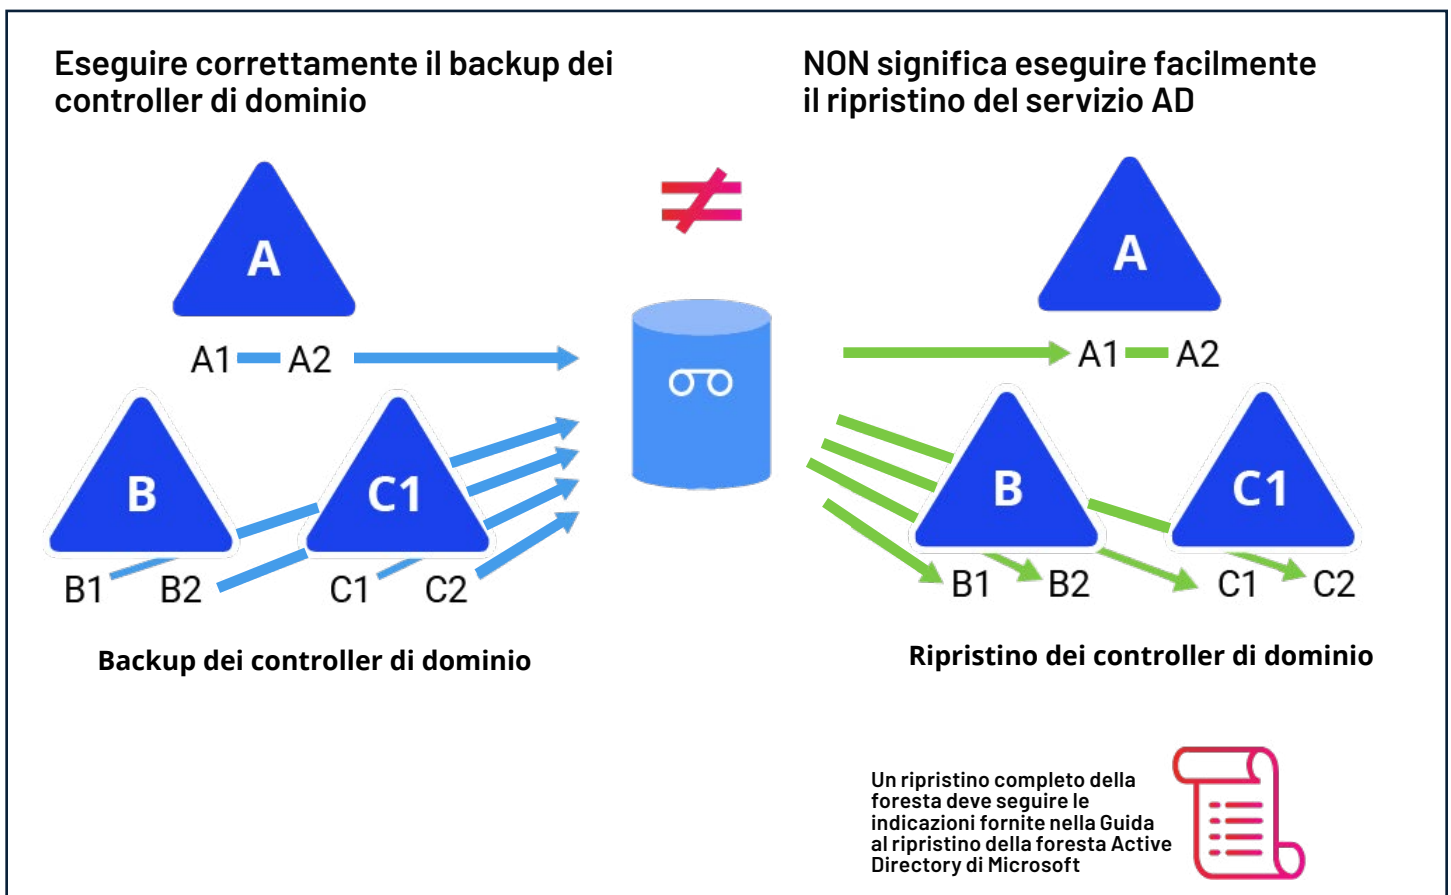 Eseguire correttamente il backup dei
controller di dominio
NON significa eseguire facilmente
il ripristino del servizio AD
≠
A
A1 A2
B
C1
B1 B2 C1 C2
Backup dei controller di dominio
A
A1 A2
B
C1
B1 B2 C1 C2
Ripristino dei controller di dominio
Un ripristino completo della
foresta deve seguire le
indicazioni fornite nella Guida
al ripristino della foresta Active
Directory di Microsoft